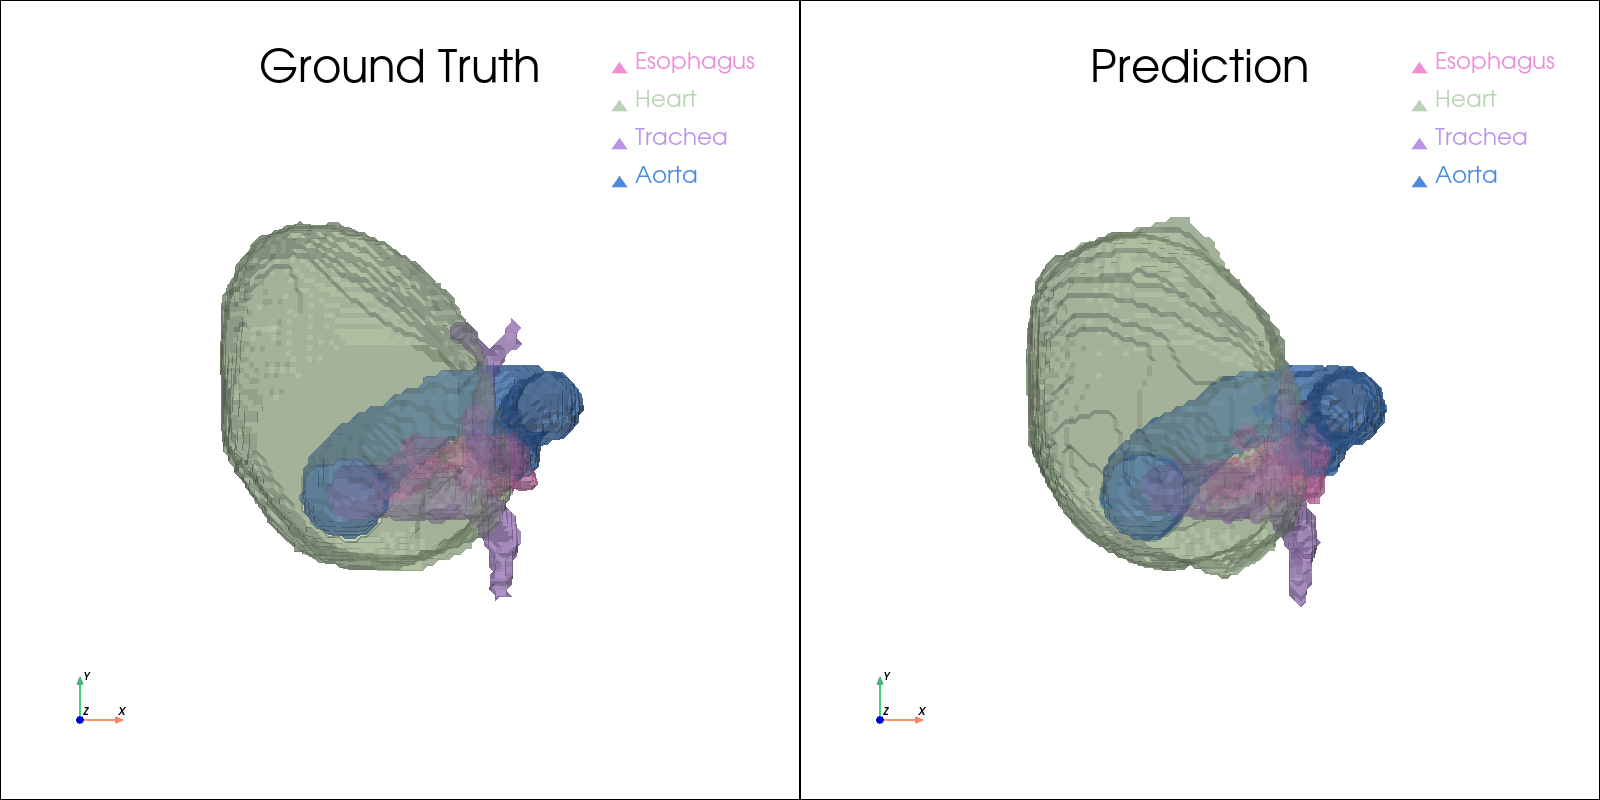 Ground Truth
Esophagus
Heart
Trachea
Aorta
Y
Z
X
Prediction
Esophagus
Heart
Trachea
Aorta
Y
Z
X